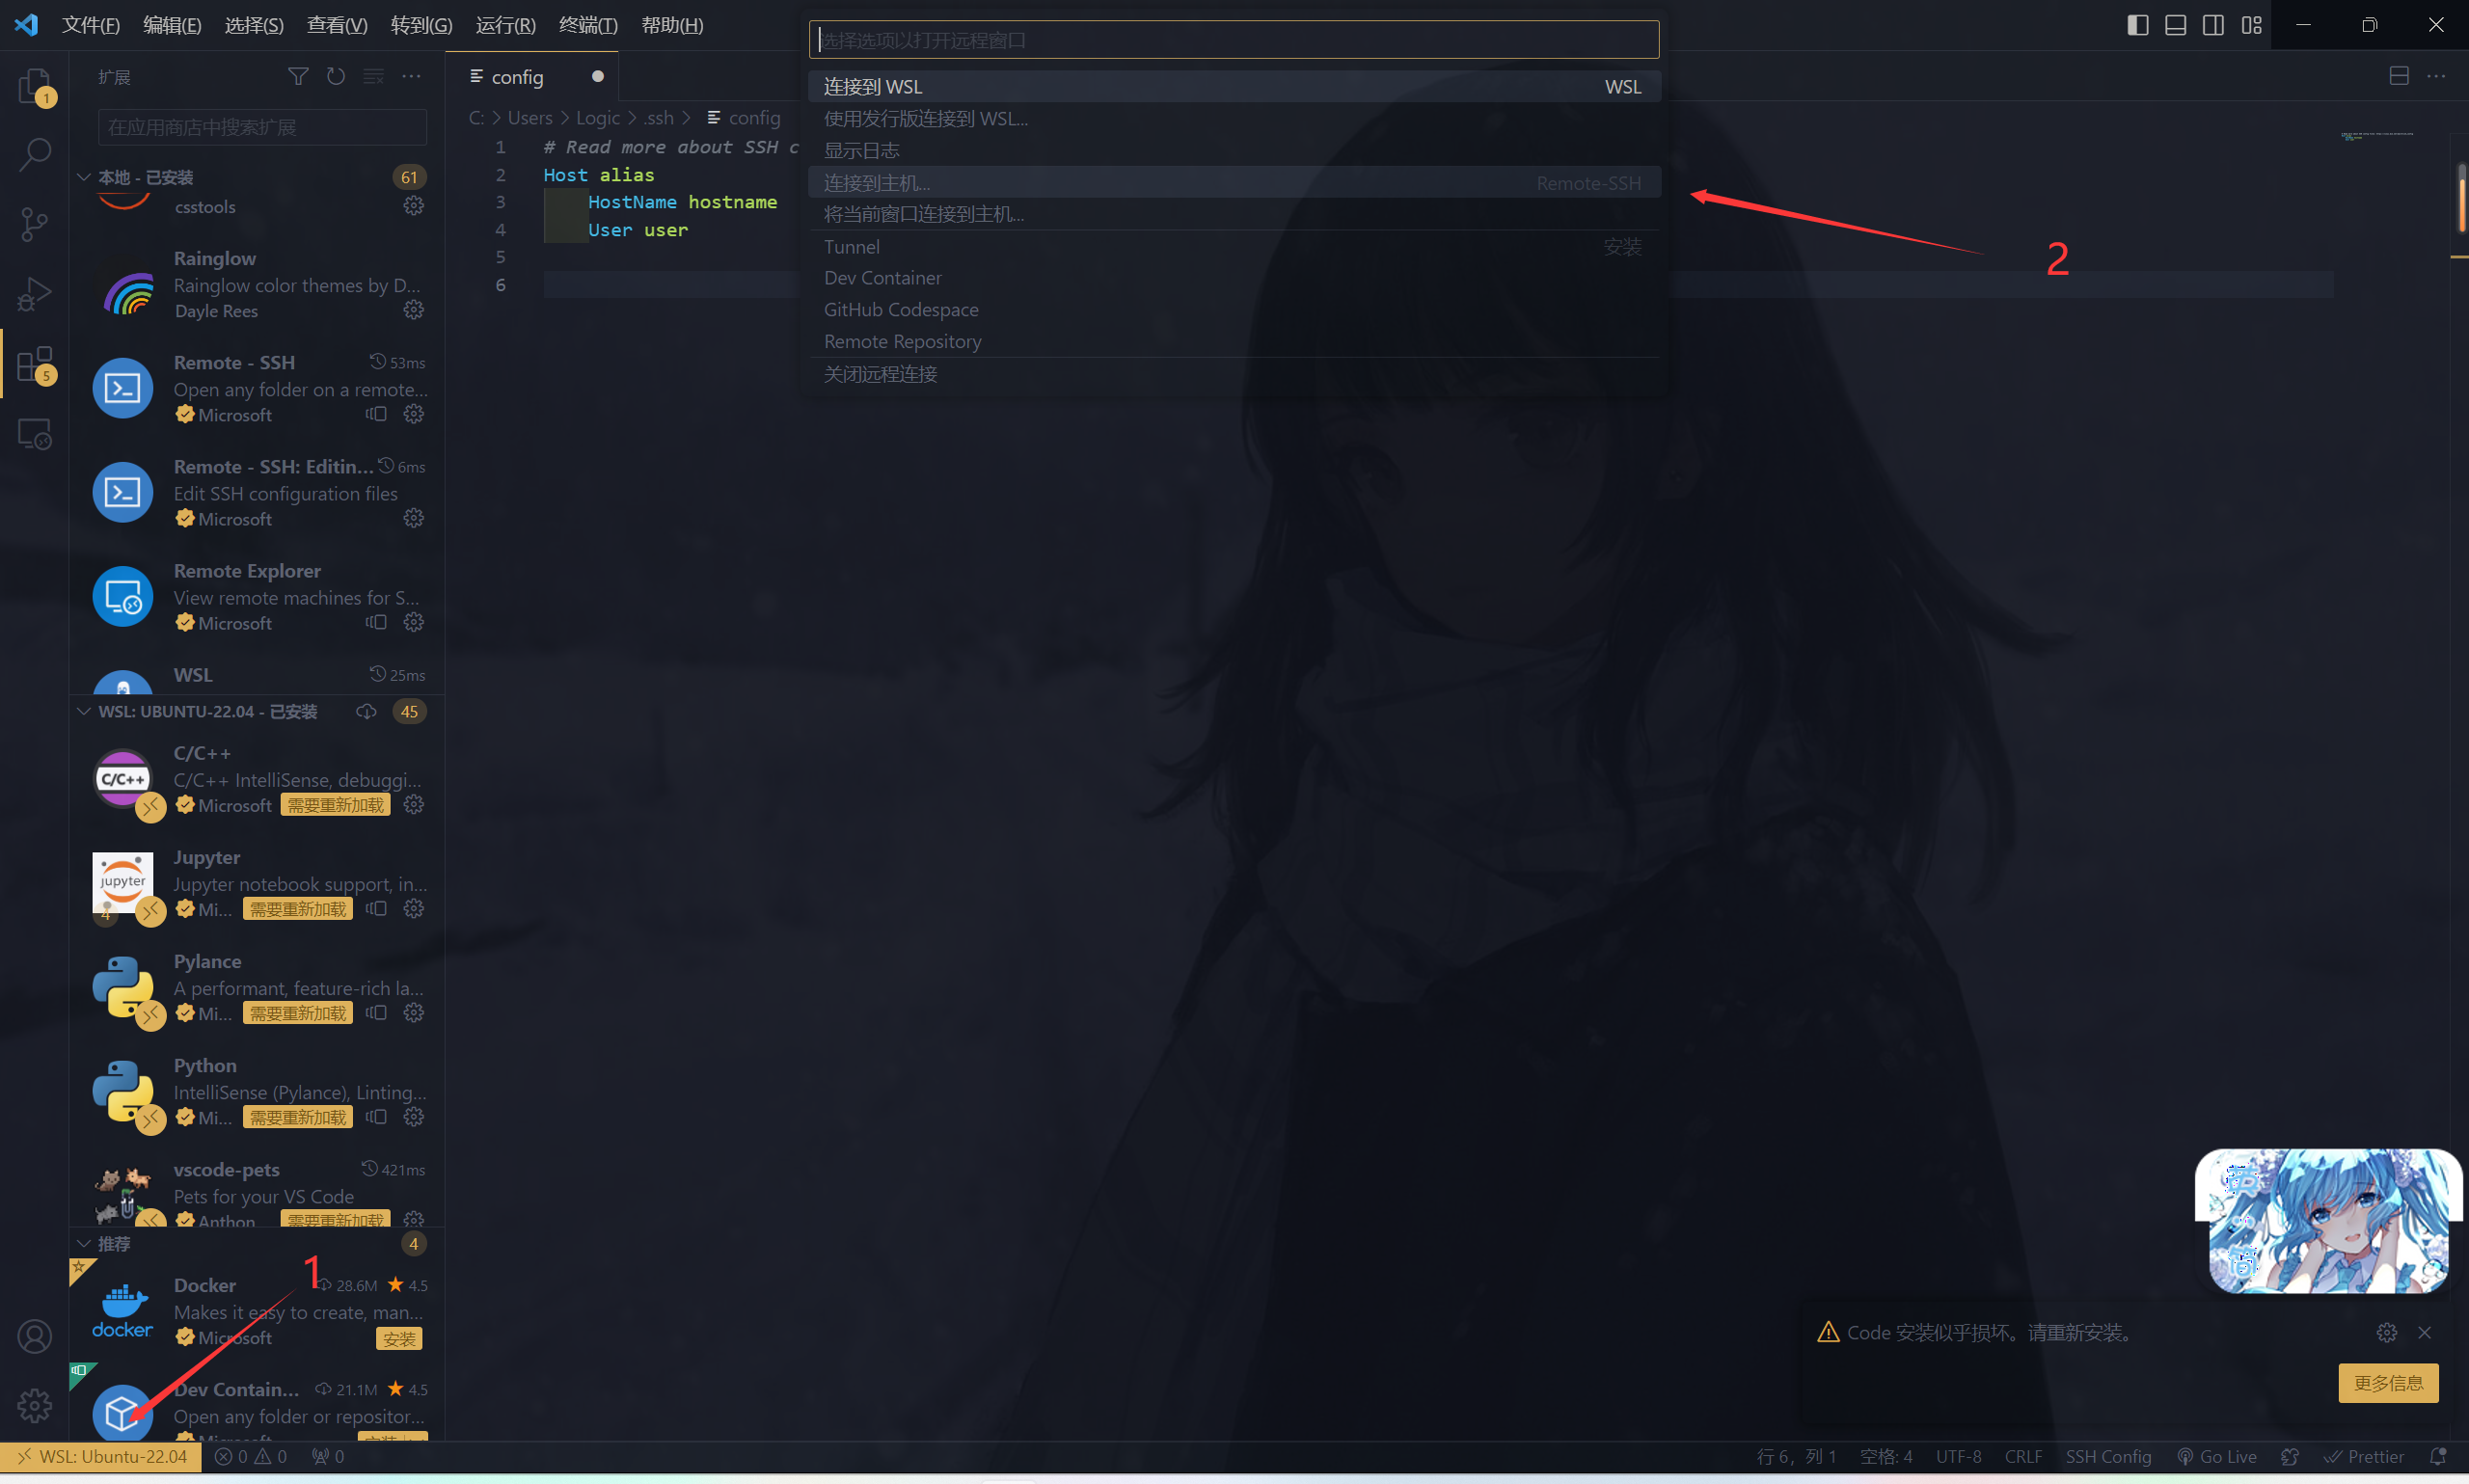 文件(F) 编辑(E) 选择(S) 查看(V) 转到(G) 运行(R) 终端(T) 帮助(H)
选择选项以打开远程窗口
连接到 WSL WSL
使用发行版连接到 WSL...
显示日志
连接到主机... Remote-SSH
将当前窗口连接到主机...
Tunnel 安装
Dev Container
GitHub Codespace
Remote Repository
关闭远程连接
2
1
5
扩展
在应用商店中搜索扩展
本地 - 已安装 61
csstools
Rainglow
Rainglow color themes by D...
Dayle Rees
Remote - SSH 53ms
Open any folder on a remote...
Microsoft
Remote - SSH: Editin... 6ms
Edit SSH configuration files
Microsoft
Remote Explorer
View remote machines for S...
Microsoft
WSL 25ms
WSL: UBUNTU-22.04 - 已安装 45
C/C++
C/C++
C/C++ IntelliSense, debuggi...
Microsoft 需要重新加载
Jupyter
jupyter
Jupyter notebook support, in...
4 Mi... 需要重新加载
Pylance
A performant, feature-rich la...
Mi... 需要重新加载
Python
IntelliSense (Pylance), Linting...
Mi... 需要重新加载
vscode-pets 421ms
Pets for your VS Code
Anthon 需要重新加载
推荐 4
1
Docker 28.6M 4.5
Makes it easy to create, man...
docker
Microsoft 安装
Dev Contain... 21.1M 4.5
Open any folder or repositor...
Microsoft 安装
config
C: > Users > Logic > .ssh > config
1 # Read more about SSH c
2 Host alias
3 HostName hostname
4 User user
5
6
英
简
Code 安装似乎损坏。请重新安装。
更多信息
WSL: Ubuntu-22.04 0 0 0
行 6，列 1 空格: 4 UTF-8 CRLF SSH Config Go Live Prettier